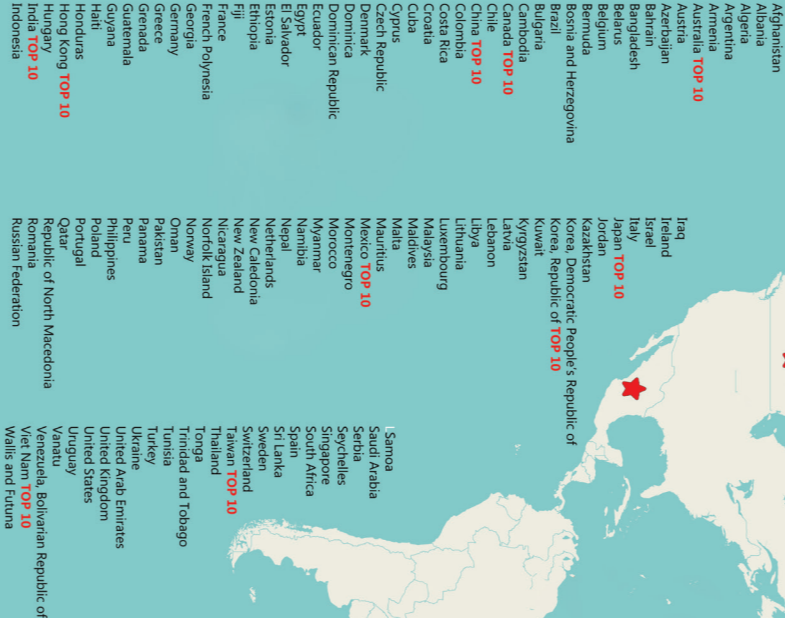 Afghanistan
Albania
Algeria
Argentina
Armenia
Australia TOP 10
Austria
Azerbaijan
Bahrain
Bangladesh
Belarus
Belgium
Bermuda
Bosnia and Herzegovina
Brazil
Bulgaria
Cambodia
Canada TOP 10
Chile
China TOP 10
Colombia
Costa Rica
Croatia
Cuba
Cyprus
Czech Republic
Denmark
Dominica
Dominican Republic
Ecuador
Egypt
El Salvador
Estonia
Ethiopia
Fiji
France
French Polynesia
Georgia
Germany
Greece
Grenada
Guatemala
Guyana
Haiti
Honduras
Hong Kong TOP 10
Hungary
India TOP 10
Indonesia
Iraq
Ireland
Israel
Italy
Japan TOP 10
Jordan
Kazakhstan
Korea, Democratic People's Republic of
Korea, Republic of TOP 10
Kuwait
Kyrgyzstan
Latvia
Lebanon
Libya
Lithuania
Luxembourg
Malaysia
Maldives
Malta
Mauritius
Mexico TOP 10
Montenegro
Morocco
Myanmar
Namibia
Nepal
Netherlands
New Caledonia
New Zealand
Nicaragua
Norfolk Island
Norway
Oman
Pakistan
Panama
Peru
Philippines
Poland
Portugal
Qatar
Republic of North Macedonia
Romania
Russian Federation
Samoa
Saudi Arabia
Serbia
Seychelles
Singapore
South Africa
Spain
Sri Lanka
Sweden
Switzerland
Taiwan TOP 10
Thailand
Tonga
Trinidad and Tobago
Tunisia
Turkey
Ukraine
United Arab Emirates
United Kingdom
United States
Uruguay
Vanatu
Venezuela, Bolivarian Republic of
Viet Nam TOP 10
Wallis and Futuna